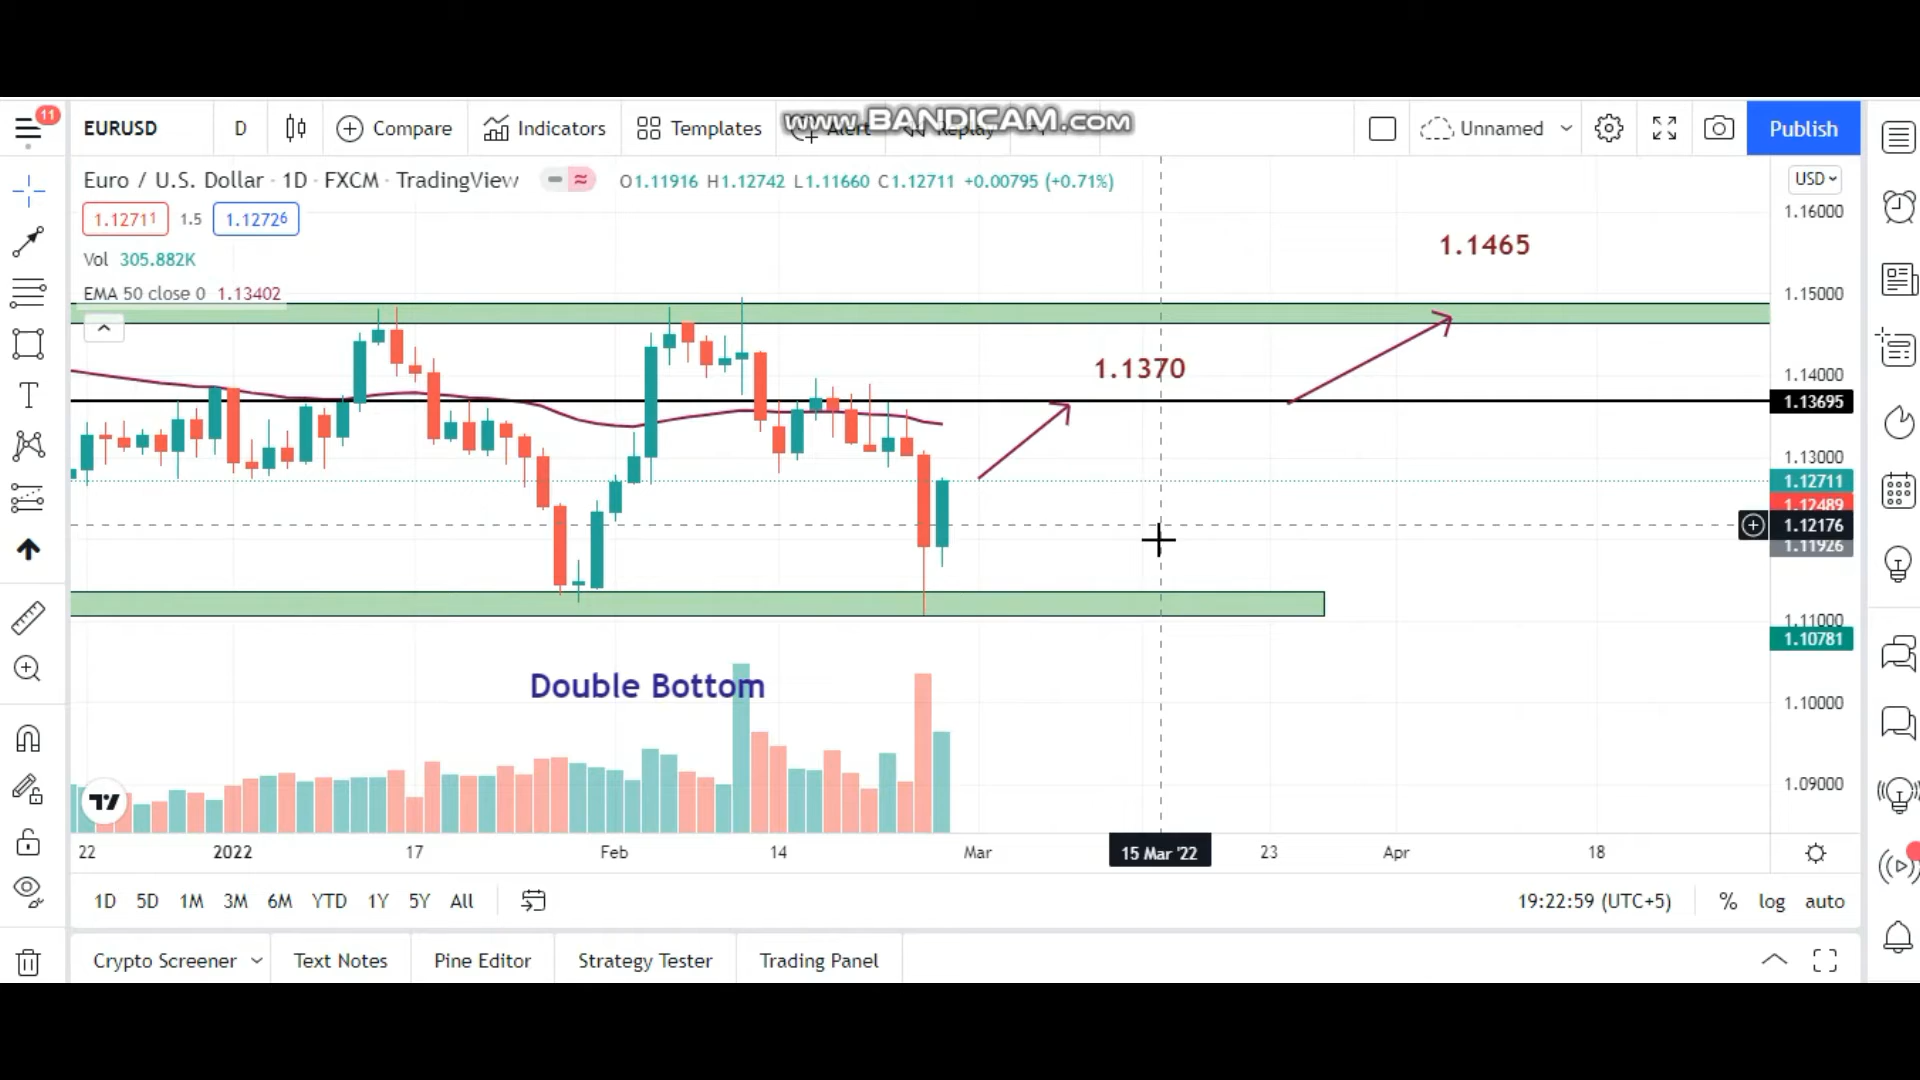 11
EURUSD
D
Compare
Indicators
Templates
Alert
Replay
www.BANDICAM.com
Unnamed
Publish
Euro / U.S. Dollar · 1D · FXCM · TradingView
O1.11916 H1.12742 L1.11660 C1.12711 +0.00795 (+0.71%)
USD
1.12711
1.5
1.12726
1.16000
1.1465
Vol 305.882K
EMA 50 close 0 1.13402
1.15000
1.1370
1.14000
1.13695
1.13000
1.12711
1.12489
1.12176
1.11926
1.11000
1.10781
Double Bottom
1.10000
1.09000
22 2022 17 Feb 14 Mar 15 Mar '22 23 Apr 18
1D 5D 1M 3M 6M YTD 1Y 5Y All
19:22:59 (UTC+5) % log auto
Crypto Screener Text Notes Pine Editor Strategy Tester Trading Panel